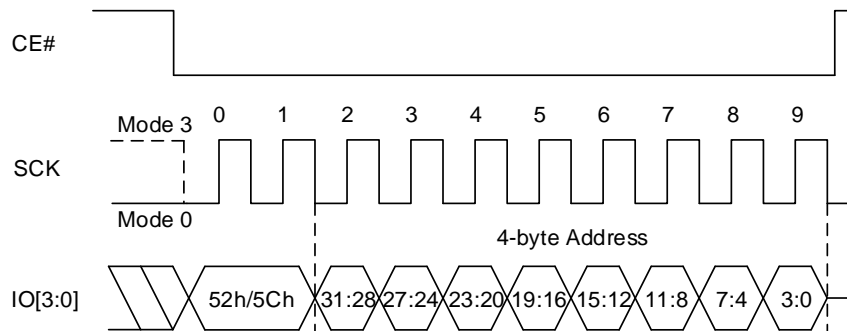 CE#
Mode 3 0 1 2 3 4 5 6 7 8 9
SCK
Mode 0
4-byte Address
IO[3:0] 52h/5Ch 31:28 27:24 23:20 19:16 15:12 11:8 7:4 3:0